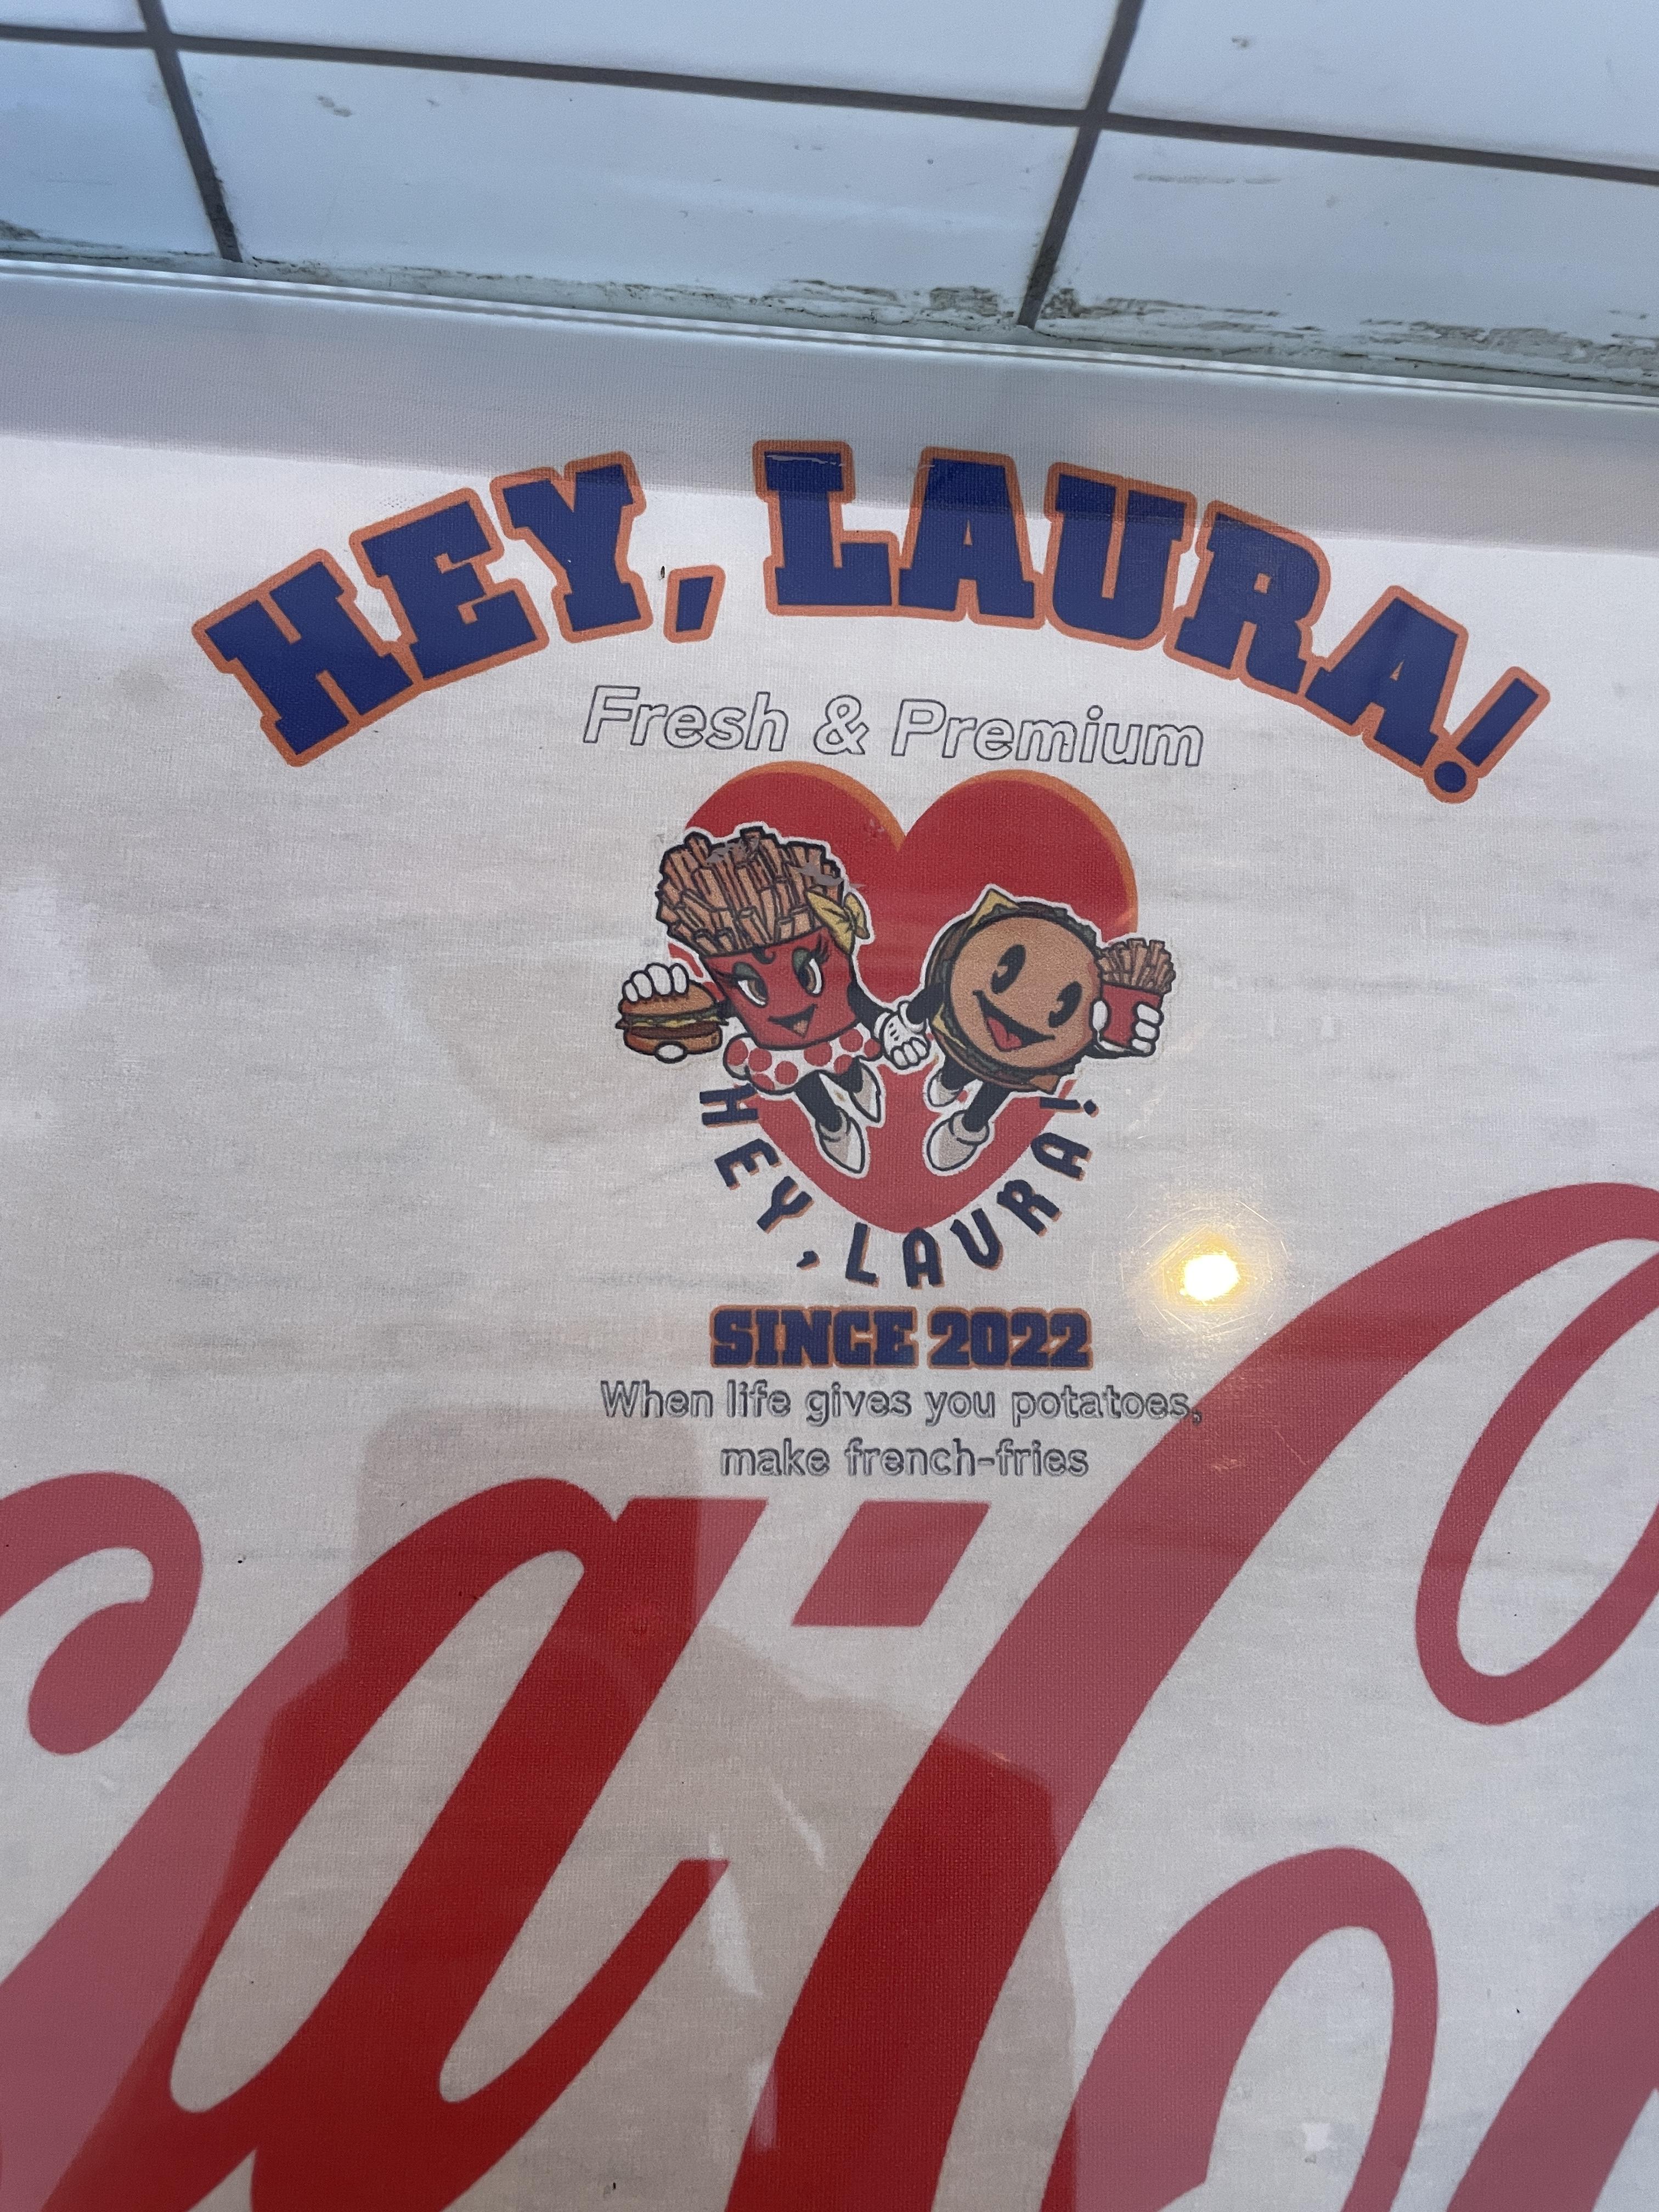 HEY, LAURA!
Fresh & Premium
HEY, LAURA!
SINCE 2022
When life gives you potatoes,
make french-fries